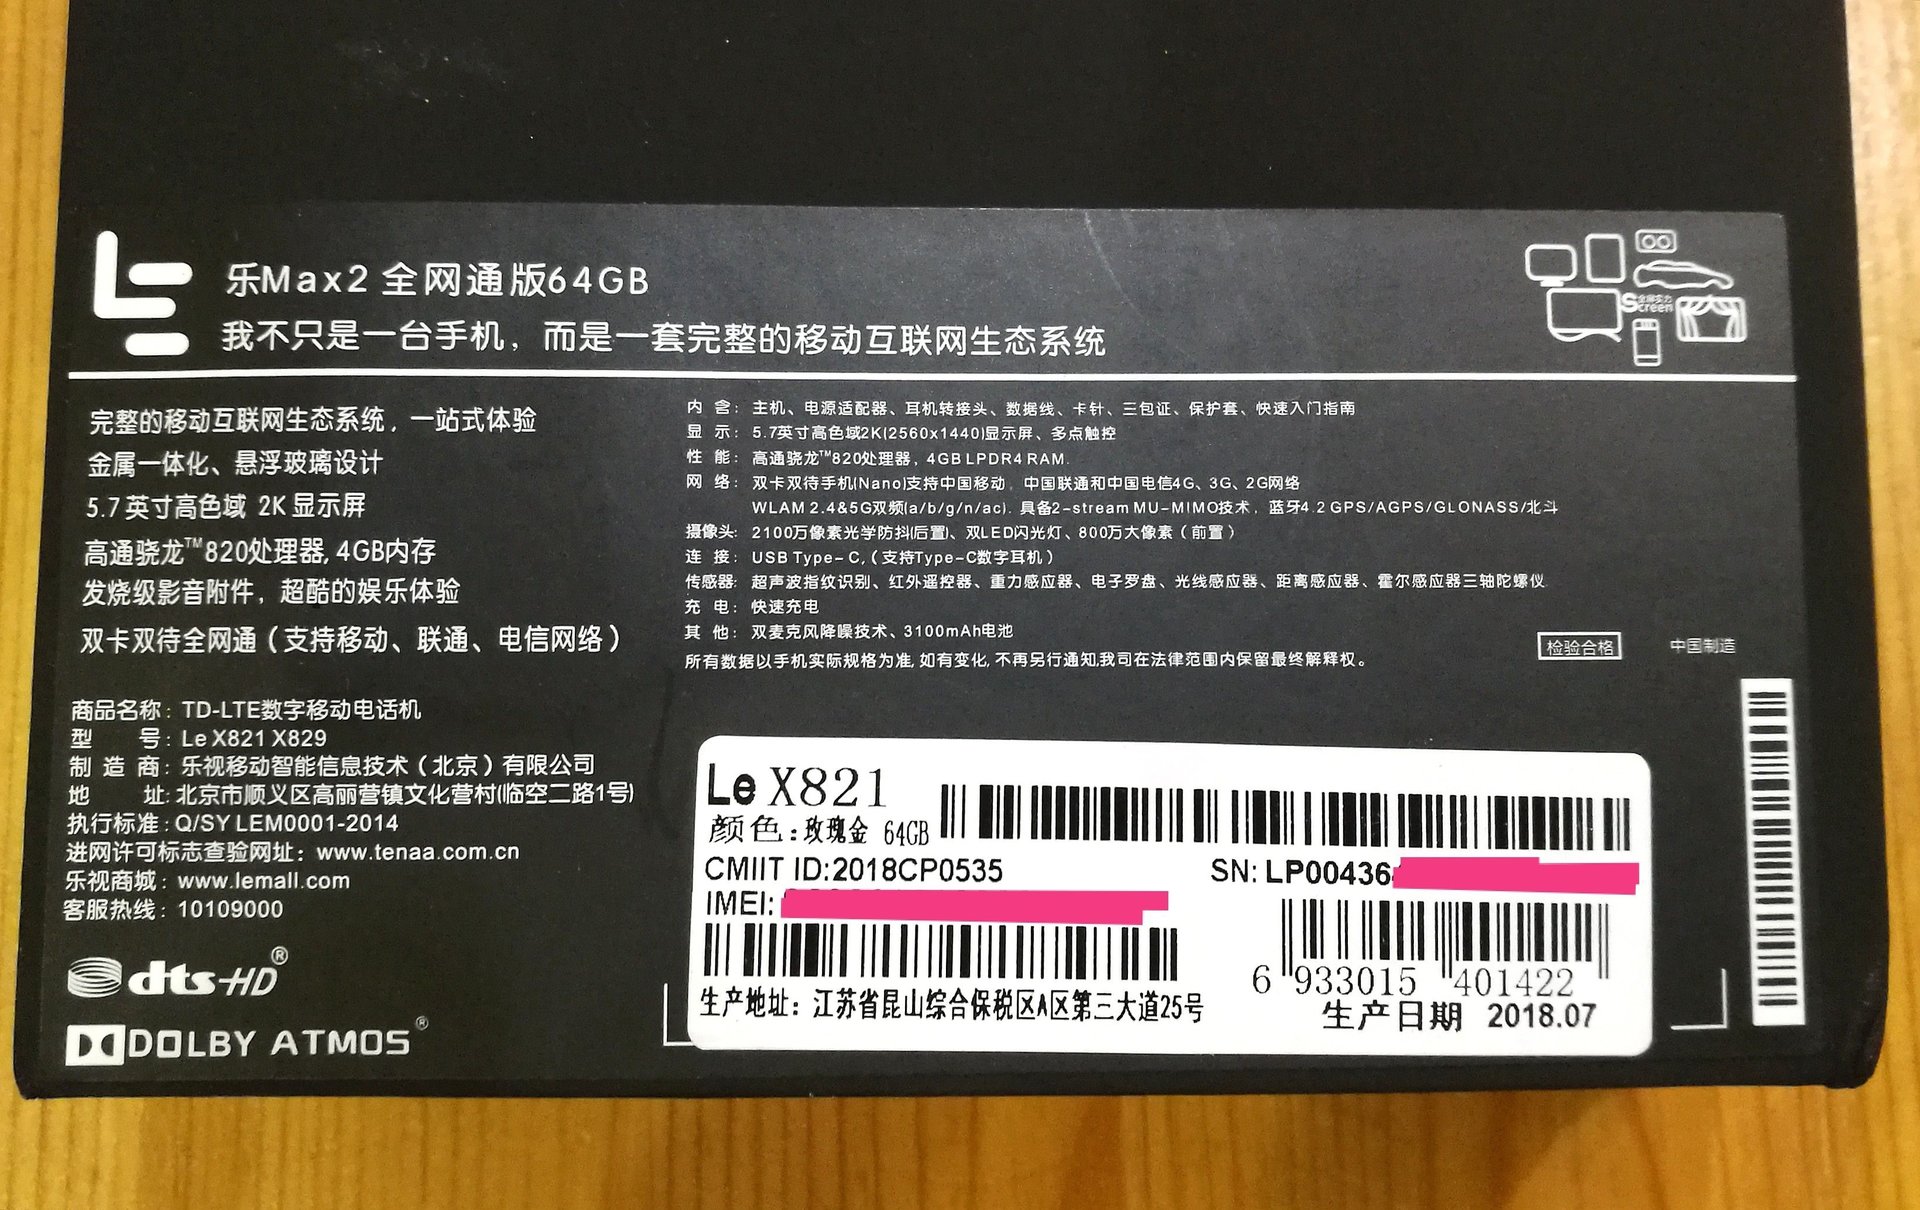 LE
乐Max2 全网通版64GB
我不只是一台手机，而是一套完整的移动互联网生态系统
全屏实力
Screen
完整的移动互联网生态系统，一站式体验
金属一体化、悬浮玻璃设计
5.7英寸高色域 2K 显示屏
高通骁龙™820处理器, 4GB内存
发烧级影音附件，超酷的娱乐体验
双卡双待全网通（支持移动、联通、电信网络）
内 含：主机、电源适配器、耳机转接头、数据线、卡针、三包证、保护套、快速入门指南
显 示：5.7英寸高色域2K(2560x1440)显示屏、多点触控
性 能：高通骁龙™820处理器，4GB LPDR4 RAM.
网 络：双卡双待手机(Nano)支持中国移动，中国联通和中国电信4G、3G、2G网络
WLAM 2.4&5G双频(a/b/g/n/ac). 具备2-stream MU-MIMO技术，蓝牙4.2 GPS/AGPS/GLONASS/北斗
摄像头：2100万像素光学防抖(后置)、双LED闪光灯、800万大像素（前置）
连 接：USB Type-C,（支持Type-C数字耳机）
传感器：超声波指纹识别、红外遥控器、重力感应器、电子罗盘、光线感应器、距离感应器、霍尔感应器三轴陀螺仪
充 电：快速充电
其 他：双麦克风降噪技术、3100mAh电池
所有数据以手机实际规格为准, 如有变化, 不再另行通知,我司在法律范围内保留最终解释权。
检验合格 中国制造
商品名称：TD-LTE数字移动电话机
型 号：Le X821 X829
制 造 商：乐视移动智能信息技术（北京）有限公司
地 址：北京市顺义区高丽营镇文化营村(临空二路1号)
执行标准：Q/SY LEM0001-2014
进网许可标志查验网址：www.tenaa.com.cn
乐视商城：www.lemall.com
客服热线：10109000
dts-HD®
DOLBY ATMOS®
Le X821
颜色：玫瑰金 64GB
CMIIT ID:2018CP0535
SN: LP00436
IMEI:
6 933015 401422
生产地址：江苏省昆山综合保税区A区第三大道25号
生产日期 2018.07